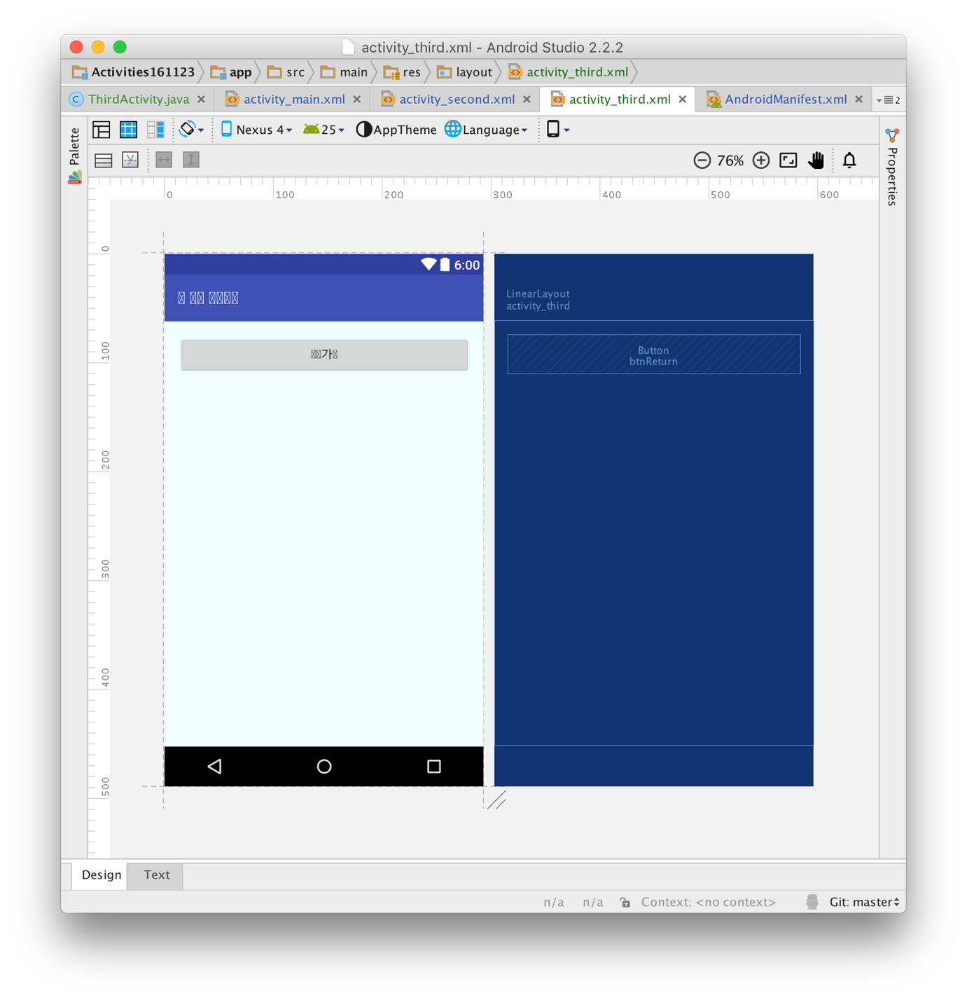 activity_third.xml - Android Studio 2.2.2
Activities161123 app src main res layout activity_third.xml
ThirdActivity.java activity_main.xml activity_second.xml activity_third.xml AndroidManifest.xml 2
Palette
Nexus 4 25 AppTheme Language
76%
Properties
0 100 200 300 400 500 600
0
100
200
300
400
500
6:00
LinearLayout
activity_third
가
Button
btnReturn
Design Text
n/a n/a Context: <no context> Git: master